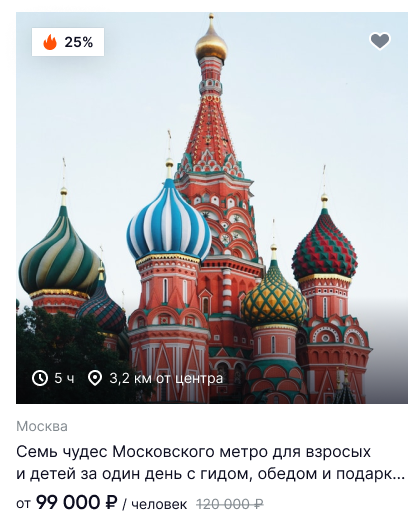 25%
5 ч 3,2 км от центра
Москва
Семь чудес Московского метро для взрослых
и детей за один день с гидом, обедом и подарк...
от 99 000 ₽ / человек 120 000 ₽